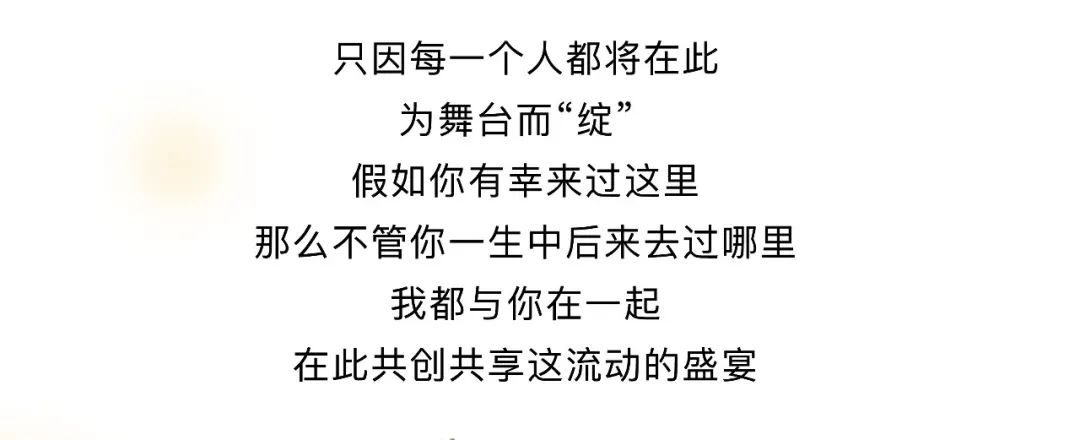 只因每一个人都将在此
为舞台而“绽”
假如你有幸来过这里
那么不管你一生中后来去过哪里
我都与你在一起
在此共创共享这流动的盛宴